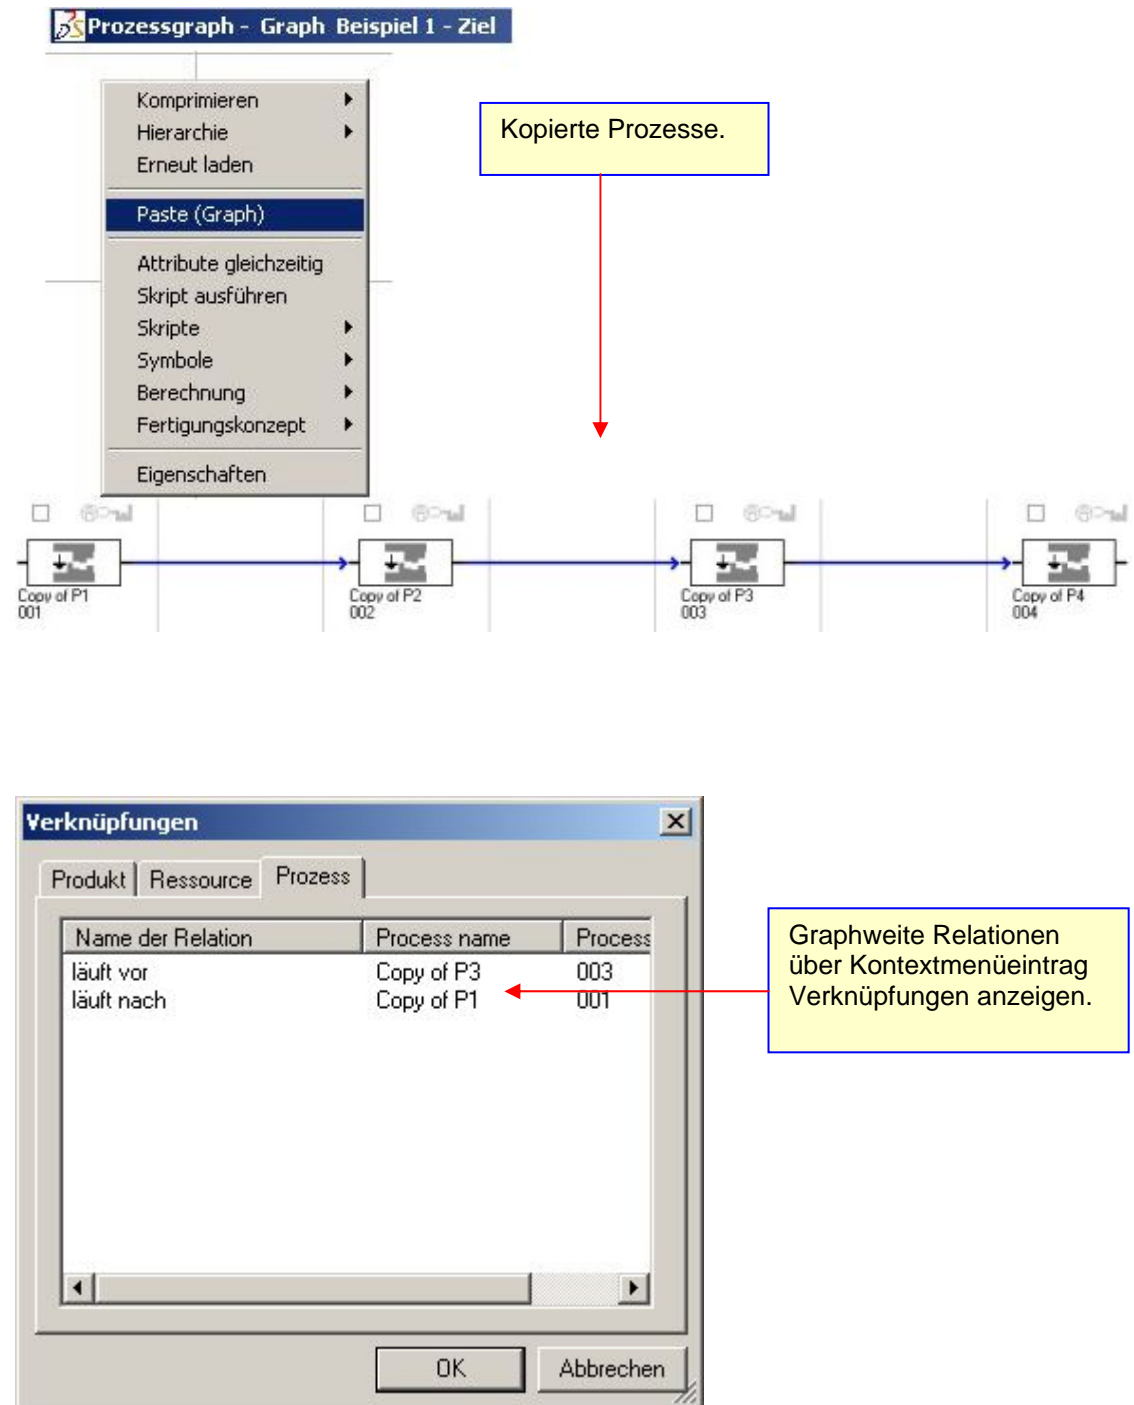 Prozessgraph - Graph Beispiel 1 - Ziel
Komprimieren
Hierarchie
Erneut laden
Paste (Graph)
Attribute gleichzeitig
Skript ausführen
Skripte
Symbole
Berechnung
Fertigungskonzept
Eigenschaften
Kopierte Prozesse.
Copy of P1
001
Copy of P2
002
Copy of P3
003
Copy of P4
004
Verknüpfungen
Produkt Ressource Prozess
Name der Relation Process name Process
läuft vor Copy of P3 003
läuft nach Copy of P1 001
OK Abbrechen
Graphweite Relationen
über Kontextmenüeintrag
Verknüpfungen anzeigen.